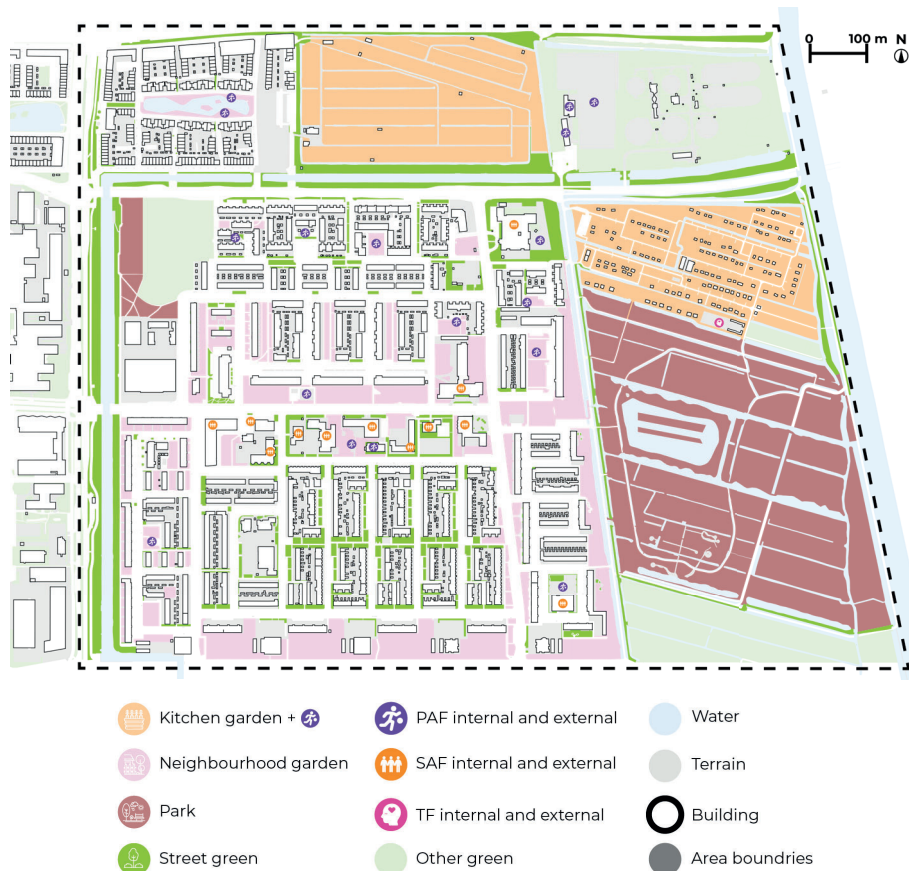 0 100 m N
Kitchen garden +
PAF internal and external
Water
Neighbourhood garden
SAF internal and external
Terrain
Park
TF internal and external
Building
Street green
Other green
Area boundries